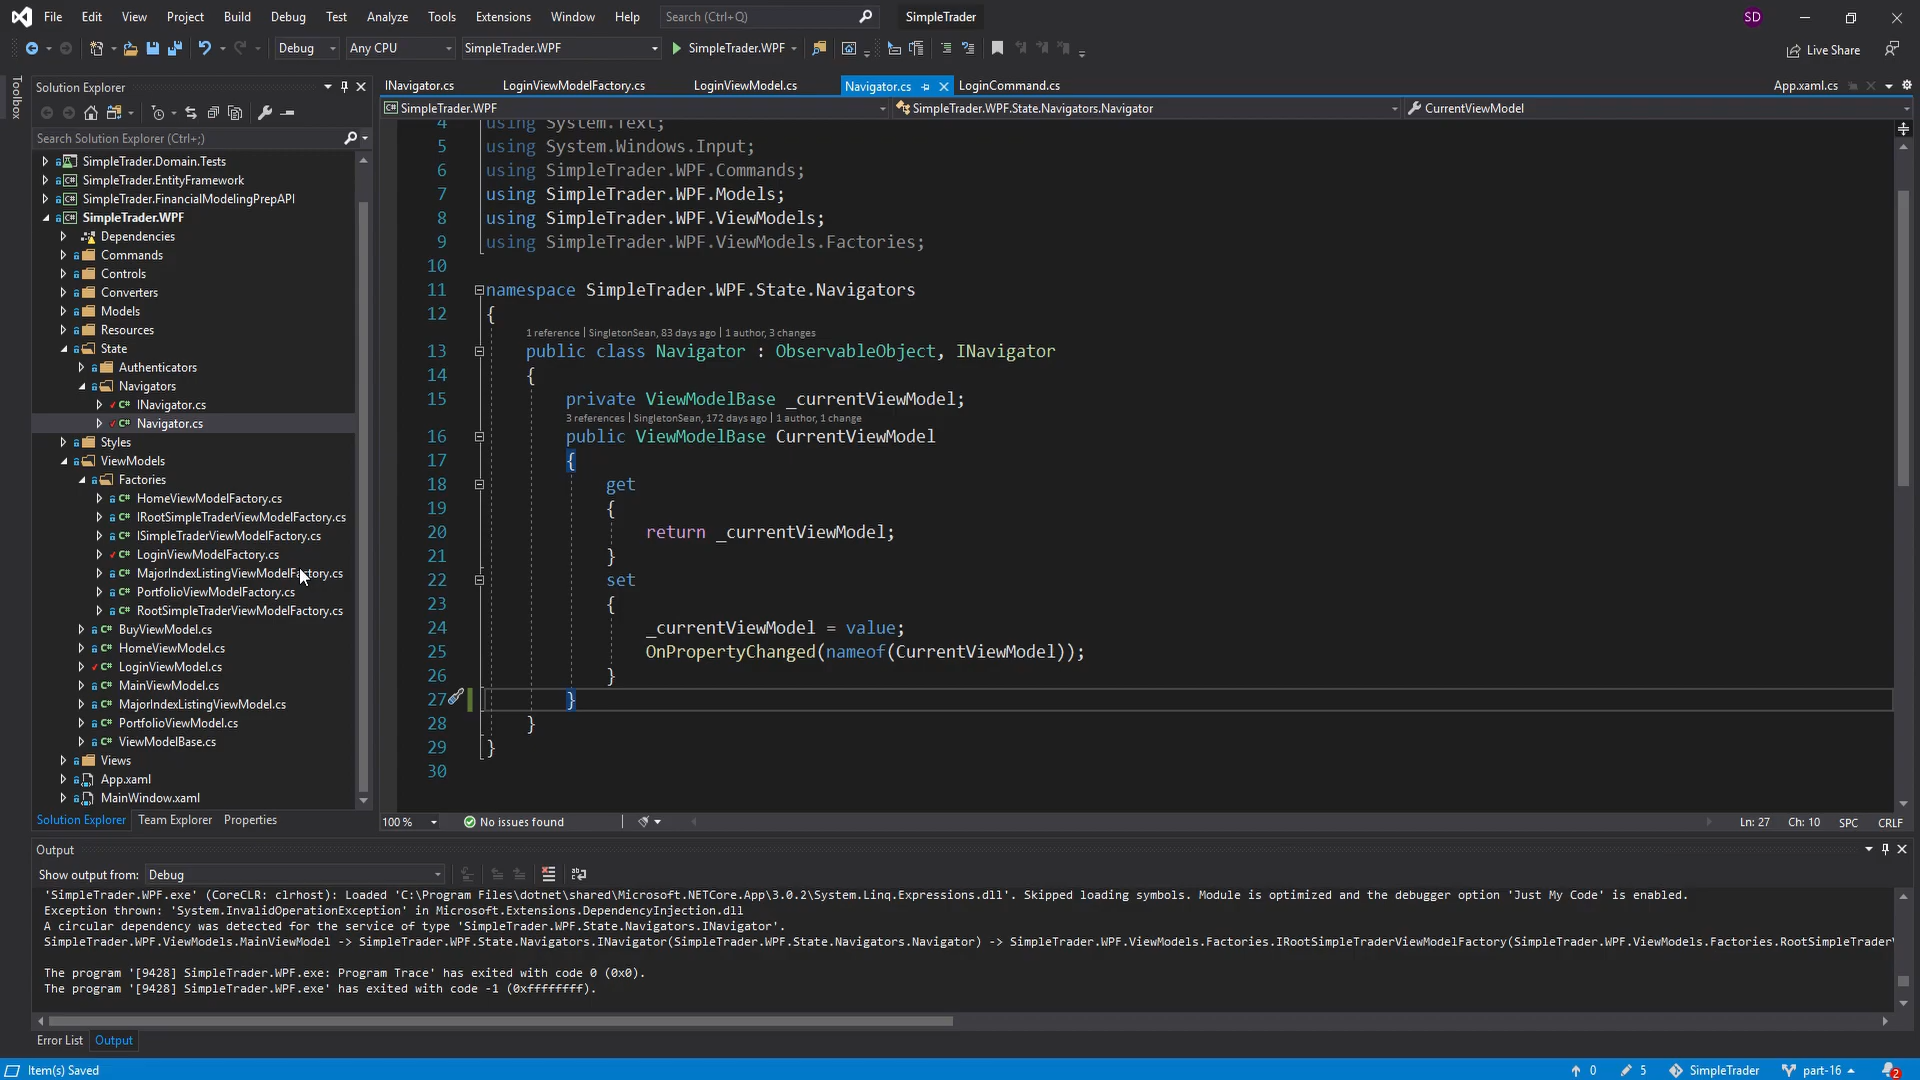 File Edit View Project Build Debug Test Analyze Tools Extensions Window Help Search (Ctrl+Q) SimpleTrader SD
Debug Any CPU SimpleTrader.WPF SimpleTrader.WPF Live Share
Toolbox
Solution Explorer
Search Solution Explorer (Ctrl+;)
SimpleTrader.Domain.Tests
SimpleTrader.EntityFramework
SimpleTrader.FinancialModelingPrepAPI
SimpleTrader.WPF
Dependencies
Commands
Controls
Converters
Models
Resources
State
Authenticators
Navigators
INavigator.cs
Navigator.cs
Styles
ViewModels
Factories
HomeViewModelFactory.cs
IRootSimpleTraderViewModelFactory.cs
ISimpleTraderViewModelFactory.cs
LoginViewModelFactory.cs
MajorIndexListingViewModelFactory.cs
PortfolioViewModelFactory.cs
RootSimpleTraderViewModelFactory.cs
BuyViewModel.cs
HomeViewModel.cs
LoginViewModel.cs
MainViewModel.cs
MajorIndexListingViewModel.cs
PortfolioViewModel.cs
ViewModelBase.cs
Views
App.xaml
MainWindow.xaml
Solution Explorer Team Explorer Properties
INavigator.cs LoginViewModelFactory.cs LoginViewModel.cs Navigator.cs LoginCommand.cs App.xaml.cs
SimpleTrader.WPF SimpleTrader.WPF.State.Navigators.Navigator CurrentViewModel
4 using System.Text;
5 using System.Windows.Input;
6 using SimpleTrader.WPF.Commands;
7 using SimpleTrader.WPF.Models;
8 using SimpleTrader.WPF.ViewModels;
9 using SimpleTrader.WPF.ViewModels.Factories;
10
11 namespace SimpleTrader.WPF.State.Navigators
12 {
1 reference | SingletonSean, 83 days ago | 1 author, 3 changes
13 public class Navigator : ObservableObject, INavigator
14 {
15 private ViewModelBase _currentViewModel;
3 references | SingletonSean, 172 days ago | 1 author, 1 change
16 public ViewModelBase CurrentViewModel
17 {
18 get
19 {
20 return _currentViewModel;
21 }
22 set
23 {
24 _currentViewModel = value;
25 OnPropertyChanged(nameof(CurrentViewModel));
26 }
27 }
28 }
29 }
30
100 % No issues found Ln: 27 Ch: 10 SPC CRLF
Output
Show output from: Debug
'SimpleTrader.WPF.exe' (CoreCLR: clrhost): Loaded 'C:\Program Files\dotnet\shared\Microsoft.NETCore.App\3.0.2\System.Linq.Expressions.dll'. Skipped loading symbols. Module is optimized and the debugger option 'Just My Code' is enabled.
Exception thrown: 'System.InvalidOperationException' in Microsoft.Extensions.DependencyInjection.dll
A circular dependency was detected for the service of type 'SimpleTrader.WPF.State.Navigators.INavigator'.
SimpleTrader.WPF.ViewModels.MainViewModel -> SimpleTrader.WPF.State.Navigators.INavigator(SimpleTrader.WPF.State.Navigators.Navigator) -> SimpleTrader.WPF.ViewModels.Factories.IRootSimpleTraderViewModelFactory(SimpleTrader.WPF.ViewModels.Factories.RootSimpleTrader
The program '[9428] SimpleTrader.WPF.exe: Program Trace' has exited with code 0 (0x0).
The program '[9428] SimpleTrader.WPF.exe' has exited with code -1 (0xffffffff).
Error List Output
Item(s) Saved 0 5 SimpleTrader part-16 2